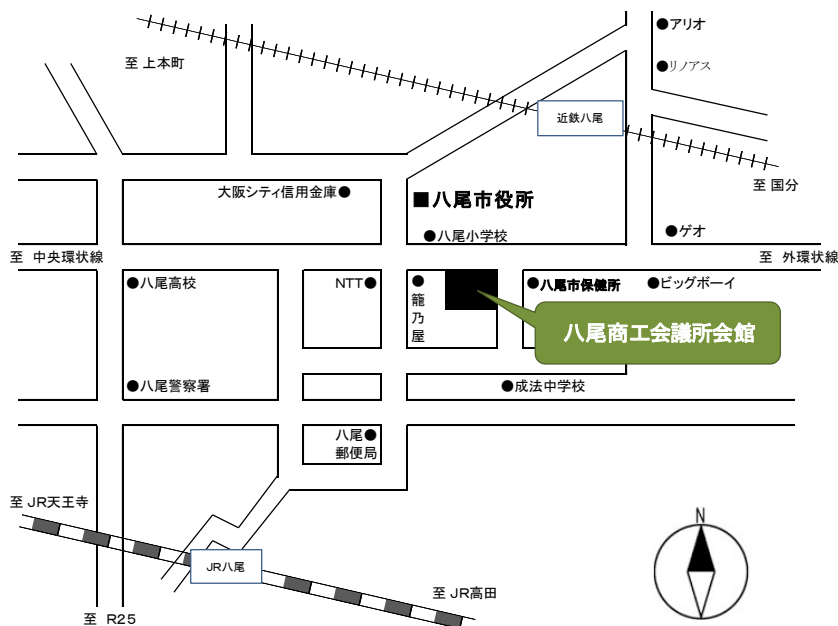 ●アリオ
至 上本町
●リノアス
近鉄八尾
至 国分
大阪シティ信用金庫●
■八尾市役所
●八尾小学校
●ゲオ
至 中央環状線
至 外環状線
●八尾高校
NTT●
●籠乃屋
●八尾市保健所
●ビッグボーイ
八尾商工会議所会館
●八尾警察署
●成法中学校
八尾●
郵便局
至 JR天王寺
N
JR八尾
至 JR高田
至 R25